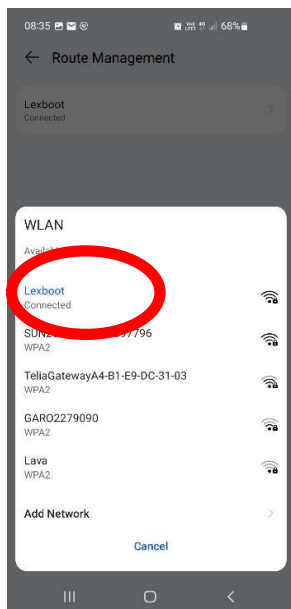 08:35 68%
← Route Management
Lexboot
Connected
WLAN
Lexboot
Connected
7796
WPA2
TeliaGatewayA4-B1-E9-DC-31-03
WPA2
GARO2279090
WPA2
Lava
WPA2
Add Network
Cancel